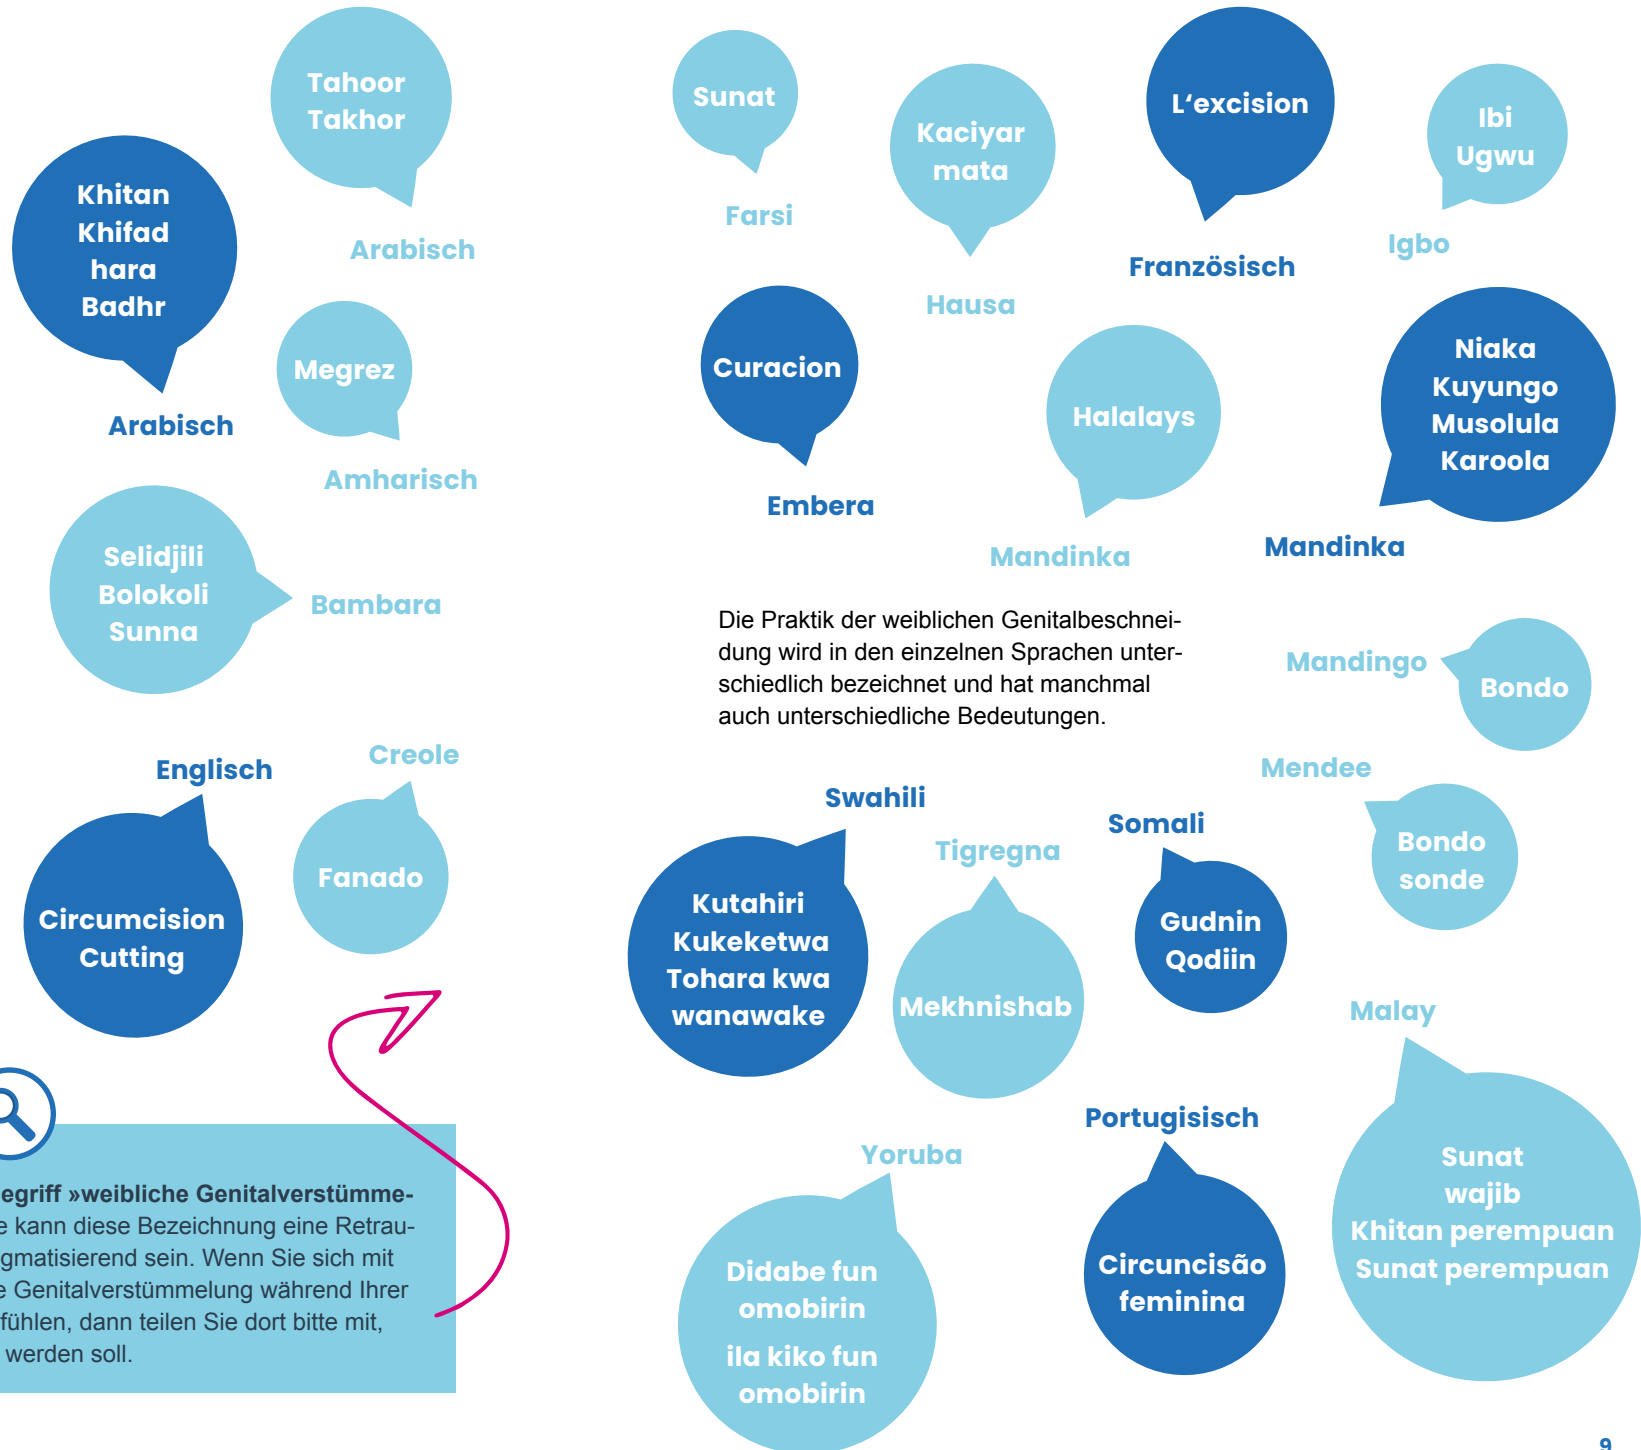 Tahoor
Takhor
Arabisch
Khitan
Khifad
hara
Badhr
Arabisch
Megrez
Amharisch
Selidjili
Bolokoli
Sunna
Bambara
Englisch
Circumcision
Cutting
Creole
Fanado
egriff »weibliche Genitalverstümme-
e kann diese Bezeichnung eine Retrau-
gmatisierend sein. Wenn Sie sich mit
e Genitalverstümmelung während Ihrer
fühlen, dann teilen Sie dort bitte mit,
werden soll.
Sunat
Farsi
Kaciyar
mata
Hausa
L‘excision
Französisch
Ibi
Ugwu
Igbo
Curacion
Embera
Halalays
Mandinka
Niaka
Kuyungo
Musolula
Karoola
Mandinka
Die Praktik der weiblichen Genitalbeschnei-
dung wird in den einzelnen Sprachen unter-
schiedlich bezeichnet und hat manchmal
auch unterschiedliche Bedeutungen.
Mandingo
Bondo
Mendee
Bondo
sonde
Swahili
Kutahiri
Kukeketwa
Tohara kwa
wanawake
Tigregna
Mekhnishab
Somali
Gudnin
Qodiin
Malay
Sunat
wajib
Khitan perempuan
Sunat perempuan
Yoruba
Didabe fun
omobirin
ila kiko fun
omobirin
Portugisisch
Circuncisão
feminina
9